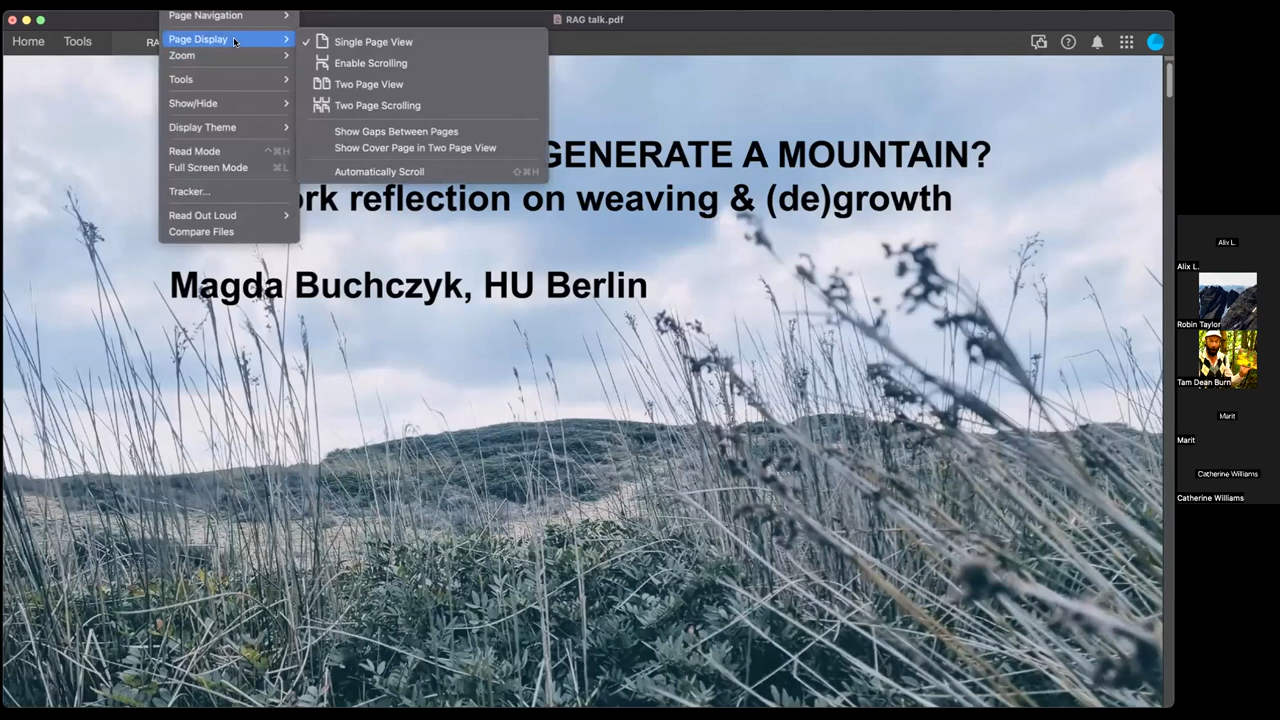 Page Navigation
RAG talk.pdf
Home
Tools
RA
Page Display
Zoom
Tools
Show/Hide
Display Theme
Read Mode ^⌘H
Full Screen Mode ⌘L
Tracker...
Read Out Loud
Compare Files
Single Page View
Enable Scrolling
Two Page View
Two Page Scrolling
Show Gaps Between Pages
Show Cover Page in Two Page View
Automatically Scroll ⇧⌘H
GENERATE A MOUNTAIN?
ork reflection on weaving & (de)growth
Magda Buchczyk, HU Berlin
Alix L.
Alix L.
Robin Taylor
Tam Dean Burn
Marit
Marit
Catherine Williams
Catherine Williams